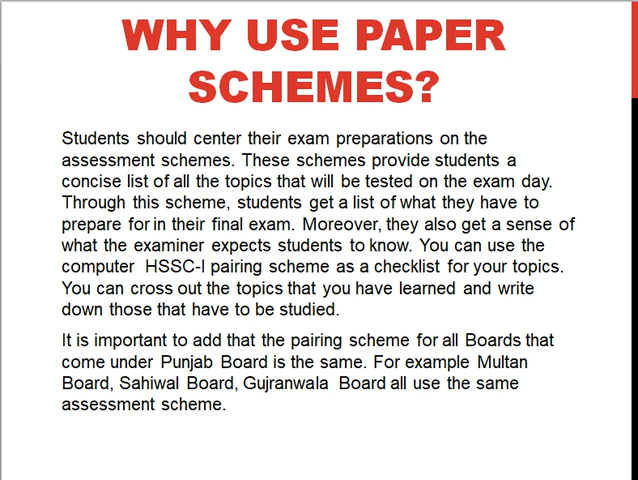 WHY USE PAPER
SCHEMES?
Students should center their exam preparations on the
assessment schemes. These schemes provide students a
concise list of all the topics that will be tested on the exam day.
Through this scheme, students get a list of what they have to
prepare for in their final exam. Moreover, they also get a sense of
what the examiner expects students to know. You can use the
computer HSSC-I pairing scheme as a checklist for your topics.
You can cross out the topics that you have learned and write
down those that have to be studied.
It is important to add that the pairing scheme for all Boards that
come under Punjab Board is the same. For example Multan
Board, Sahiwal Board, Gujranwala Board all use the same
assessment scheme.